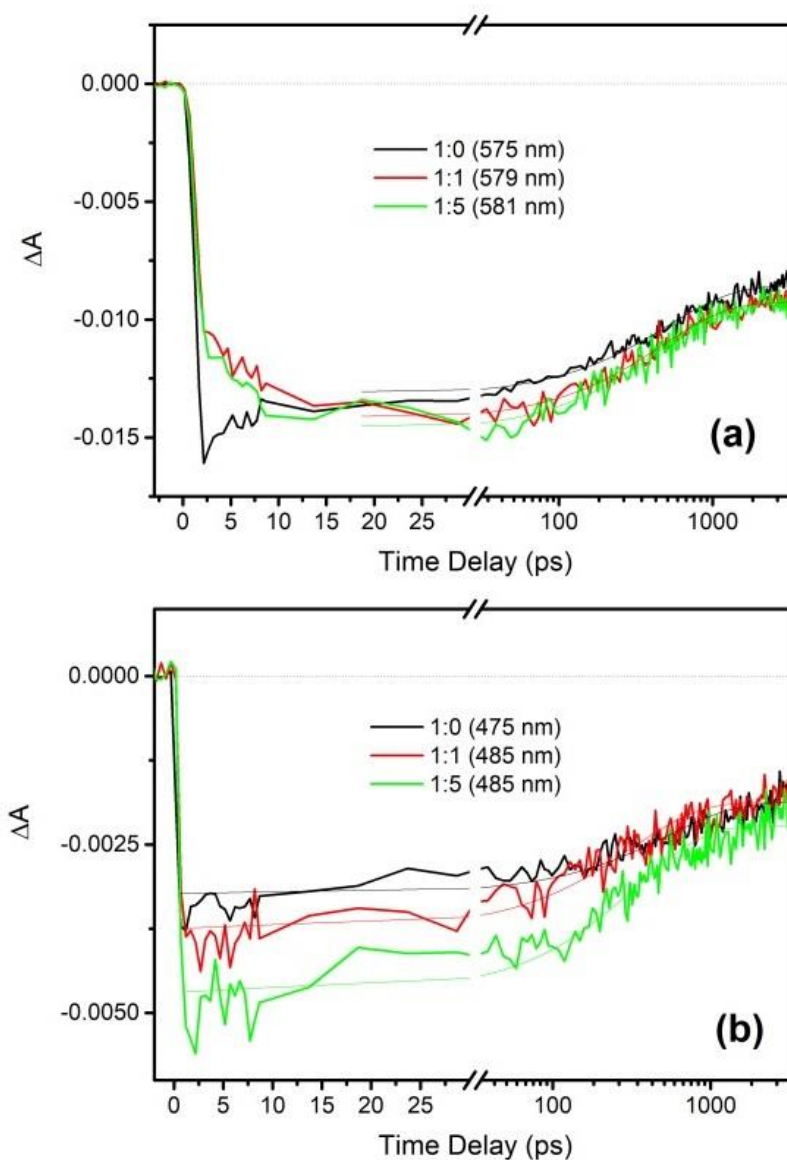 0.000
1:0 (575 nm)
1:1 (579 nm)
1:5 (581 nm)
-0.005
ΔA
-0.010
-0.015
(a)
0 5 10 15 20 25 100 1000
Time Delay (ps)
0.0000
1:0 (475 nm)
1:1 (485 nm)
1:5 (485 nm)
ΔA
-0.0025
-0.0050
(b)
0 5 10 15 20 25 100 1000
Time Delay (ps)